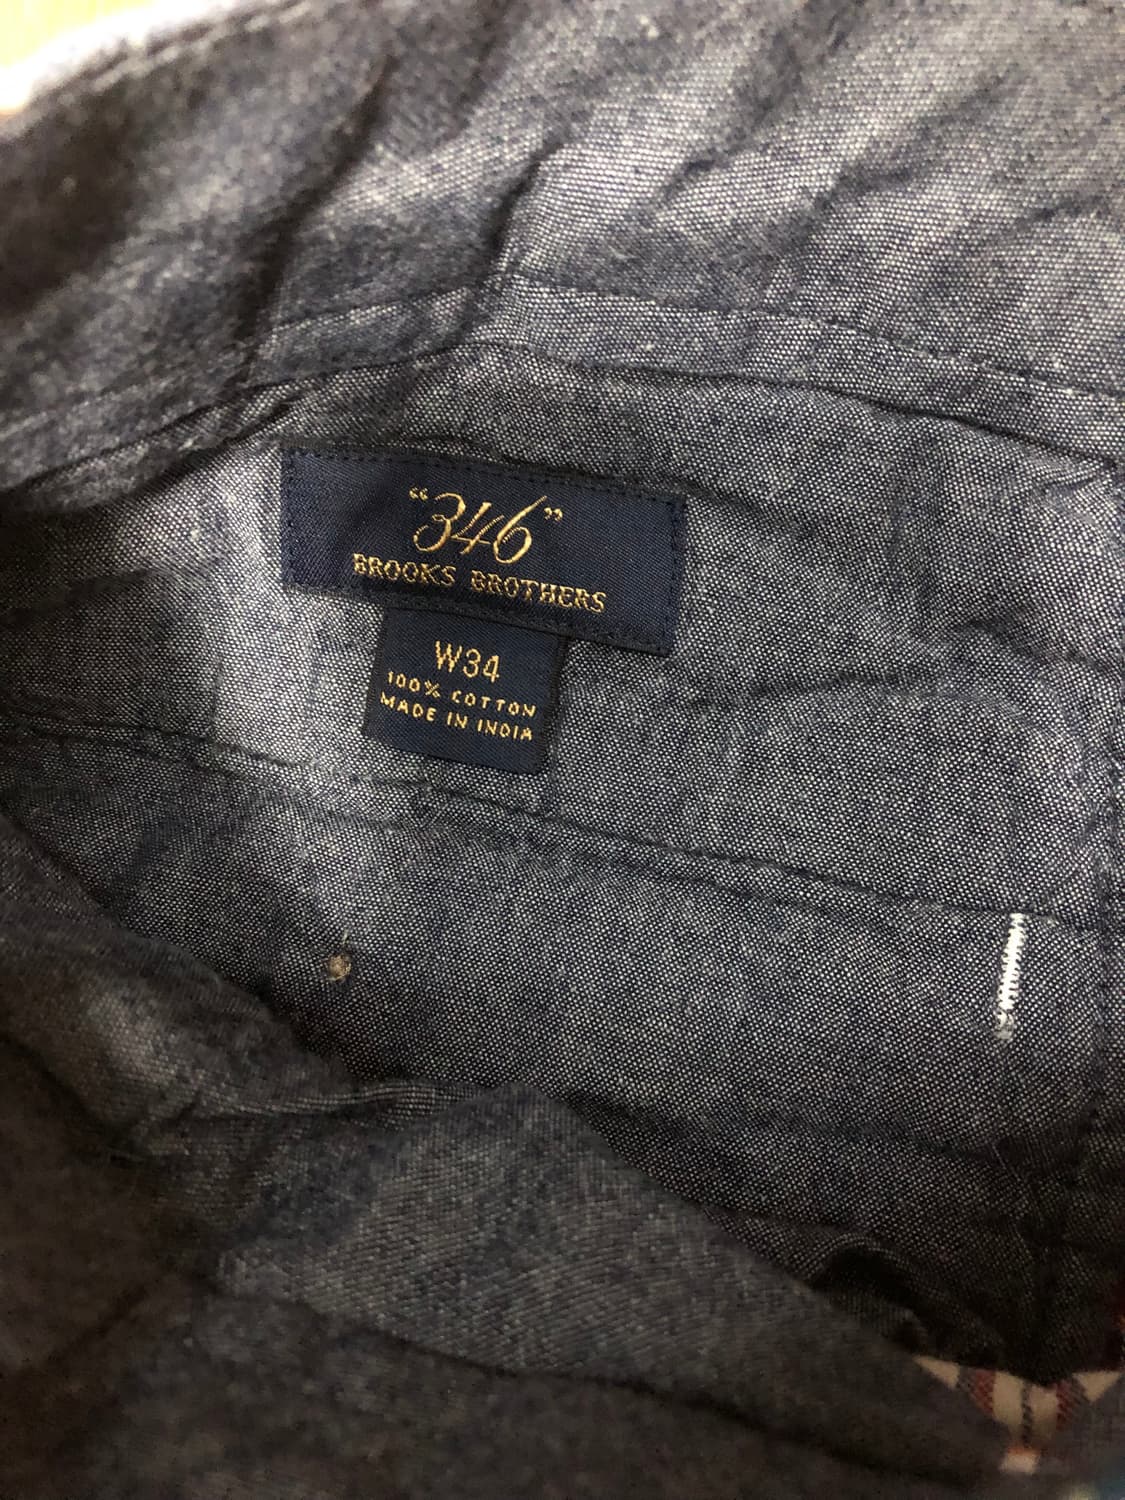 “346”
BROOKS BROTHERS
W34
100% COTTON
MADE IN INDIA